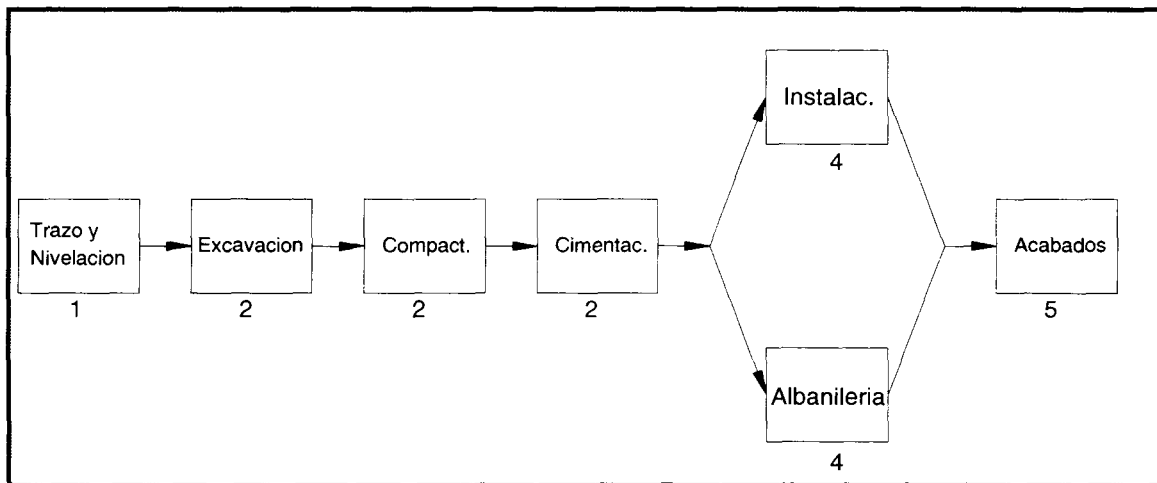 Instalac.
4
Trazo y
Nivelacion
1
Excavacion
2
Compact.
2
Cimentac.
2
Acabados
5
Albanileria
4